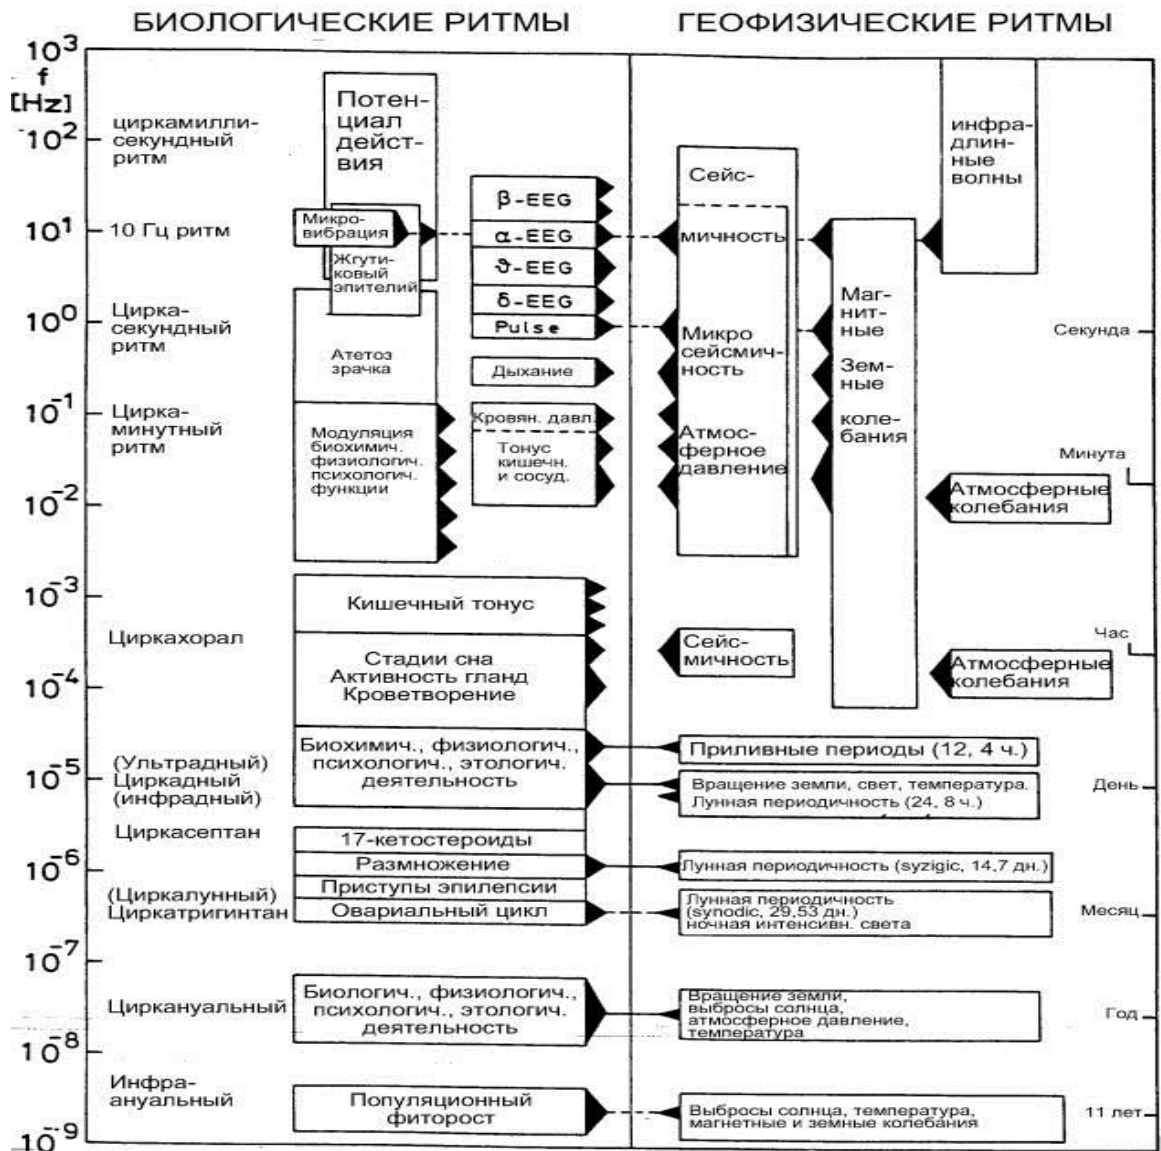 БИОЛОГИЧЕСКИЕ РИТМЫ
ГЕОФИЗИЧЕСКИЕ РИТМЫ
10³
f
[Hz]
10²
10¹
10⁰
10⁻¹
10⁻²
10⁻³
10⁻⁴
10⁻⁵
10⁻⁶
10⁻⁷
10⁻⁸
10⁻⁹
циркамилли-
секундный
ритм
10 Гц ритм
Цирка-
секундный
ритм
Цирка-
минутный
ритм
Циркахорал
(Ультрадный)
Циркадный
(инфрадный)
Циркасептан
(Циркалунный)
Циркатригинтан
Циркануальный
Инфра-
ануальный
Потен-
циал
дейст-
вия
Микро-
вибрация
Жгути-
ковый
эпителий
Атетоз
зрачка
Модуляция
биохимич.
физиологич.
психологич.
функции
β-EEG
α-EEG
ϑ-EEG
δ-EEG
Pulse
Дыхание
Кровян. давл.
Тонус
кишечн.
и сосуд.
Кишечный тонус
Стадии сна
Активность гланд
Кроветворение
Биохимич., физиологич.,
психологич., этологич.
деятельность
17-кетостероиды
Размножение
Приступы эпилепсии
Овариальный цикл
Биологич., физиологич.,
психологич., этологич.
деятельность
Популяционный
фиторост
Сейс-
мичность
Микро
сейсмич-
ность
Атмос-
ферное
давление
Маг-
нит-
ные
Зем-
ные
коле-
бания
инфра-
длин-
ные
волны
Атмосферные
колебания
Сейс-
мичность
Атмосферные
колебания
Приливные периоды (12, 4 ч.)
Вращение земли, свет, температура.
Лунная периодичность (24, 8 ч.)
Лунная периодичность (syzigic, 14,7 дн.)
Лунная периодичность
(synodic, 29,53 дн.)
ночная интенсивн. света
Вращение земли,
выбросы солнца,
атмосферное давление,
температура
Выбросы солнца, температура,
магнетные и земные колебания
Секунда
Минута
Час
День
Месяц
Год
11 лет